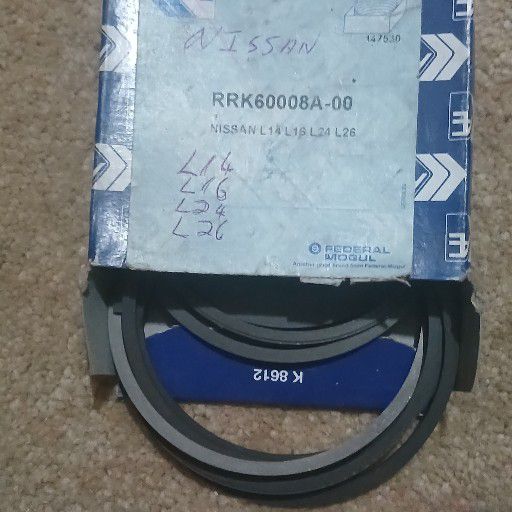 147530
NISSAN
RRK60008A-00
NISSAN L14 L16 L24 L26
L14
L16
L24
L26
FEDERAL
MOGUL
K 8612